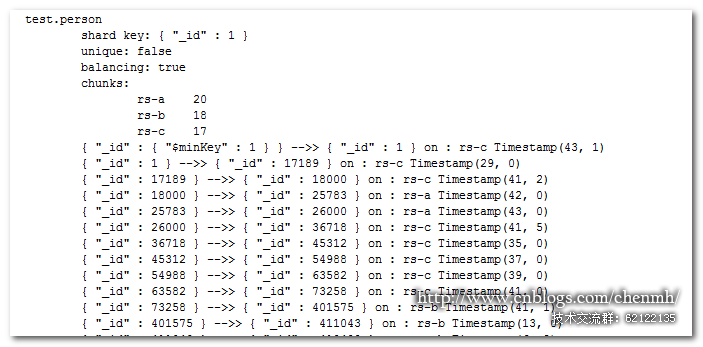 test.person
shard key: { "_id" : 1 }
unique: false
balancing: true
chunks:
rs-a 20
rs-b 18
rs-c 17
{ "_id" : { "$minKey" : 1 } } -->> { "_id" : 1 } on : rs-c Timestamp(43, 1)
{ "_id" : 1 } -->> { "_id" : 17189 } on : rs-c Timestamp(29, 0)
{ "_id" : 17189 } -->> { "_id" : 18000 } on : rs-c Timestamp(41, 2)
{ "_id" : 18000 } -->> { "_id" : 25783 } on : rs-a Timestamp(42, 0)
{ "_id" : 25783 } -->> { "_id" : 26000 } on : rs-a Timestamp(43, 0)
{ "_id" : 26000 } -->> { "_id" : 36718 } on : rs-c Timestamp(41, 5)
{ "_id" : 36718 } -->> { "_id" : 45312 } on : rs-c Timestamp(35, 0)
{ "_id" : 45312 } -->> { "_id" : 54988 } on : rs-c Timestamp(37, 0)
{ "_id" : 54988 } -->> { "_id" : 63582 } on : rs-c Timestamp(39, 0)
{ "_id" : 63582 } -->> { "_id" : 73258 } on : rs-c Timestamp(41, 0)
{ "_id" : 73258 } -->> { "_id" : 401575 } on : rs-b Timestamp(41, 1)
{ "_id" : 401575 } -->> { "_id" : 411043 } on : rs-b Timestamp(13, 0)
http://www.cnblogs.com/chenmh/
技术交流群：62122135